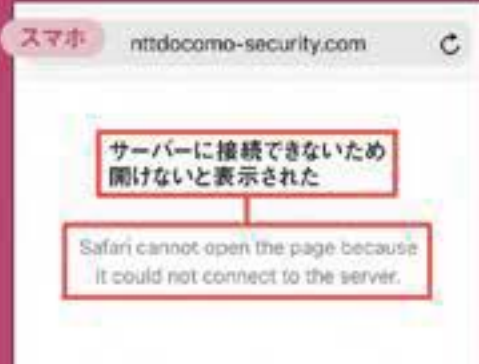 スマホ
nttdocomo-security.com
サーバーに接続できないため
開けないと表示された
Safari cannot open the page because
it could not connect to the server.